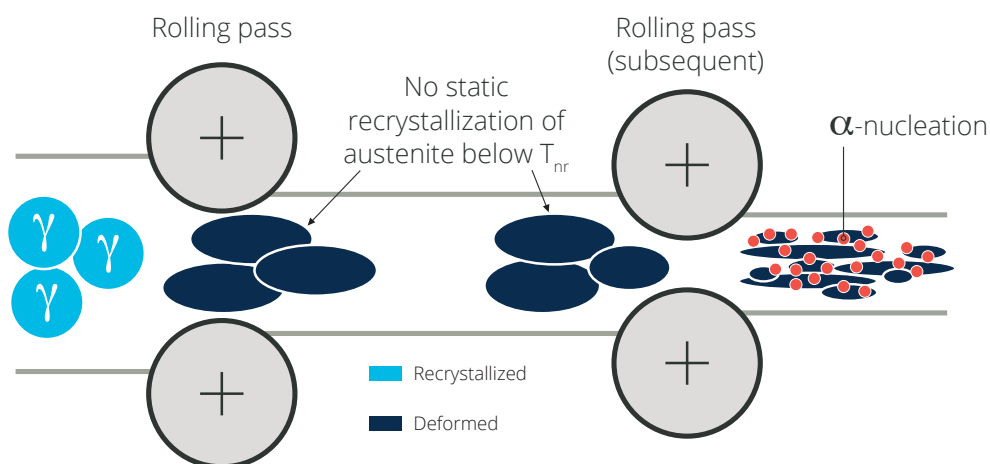 Rolling pass
Rolling pass
(subsequent)
No static
recrystallization of
austenite below Tnr
α-nucleation
γ
γ
γ
Recrystallized
Deformed